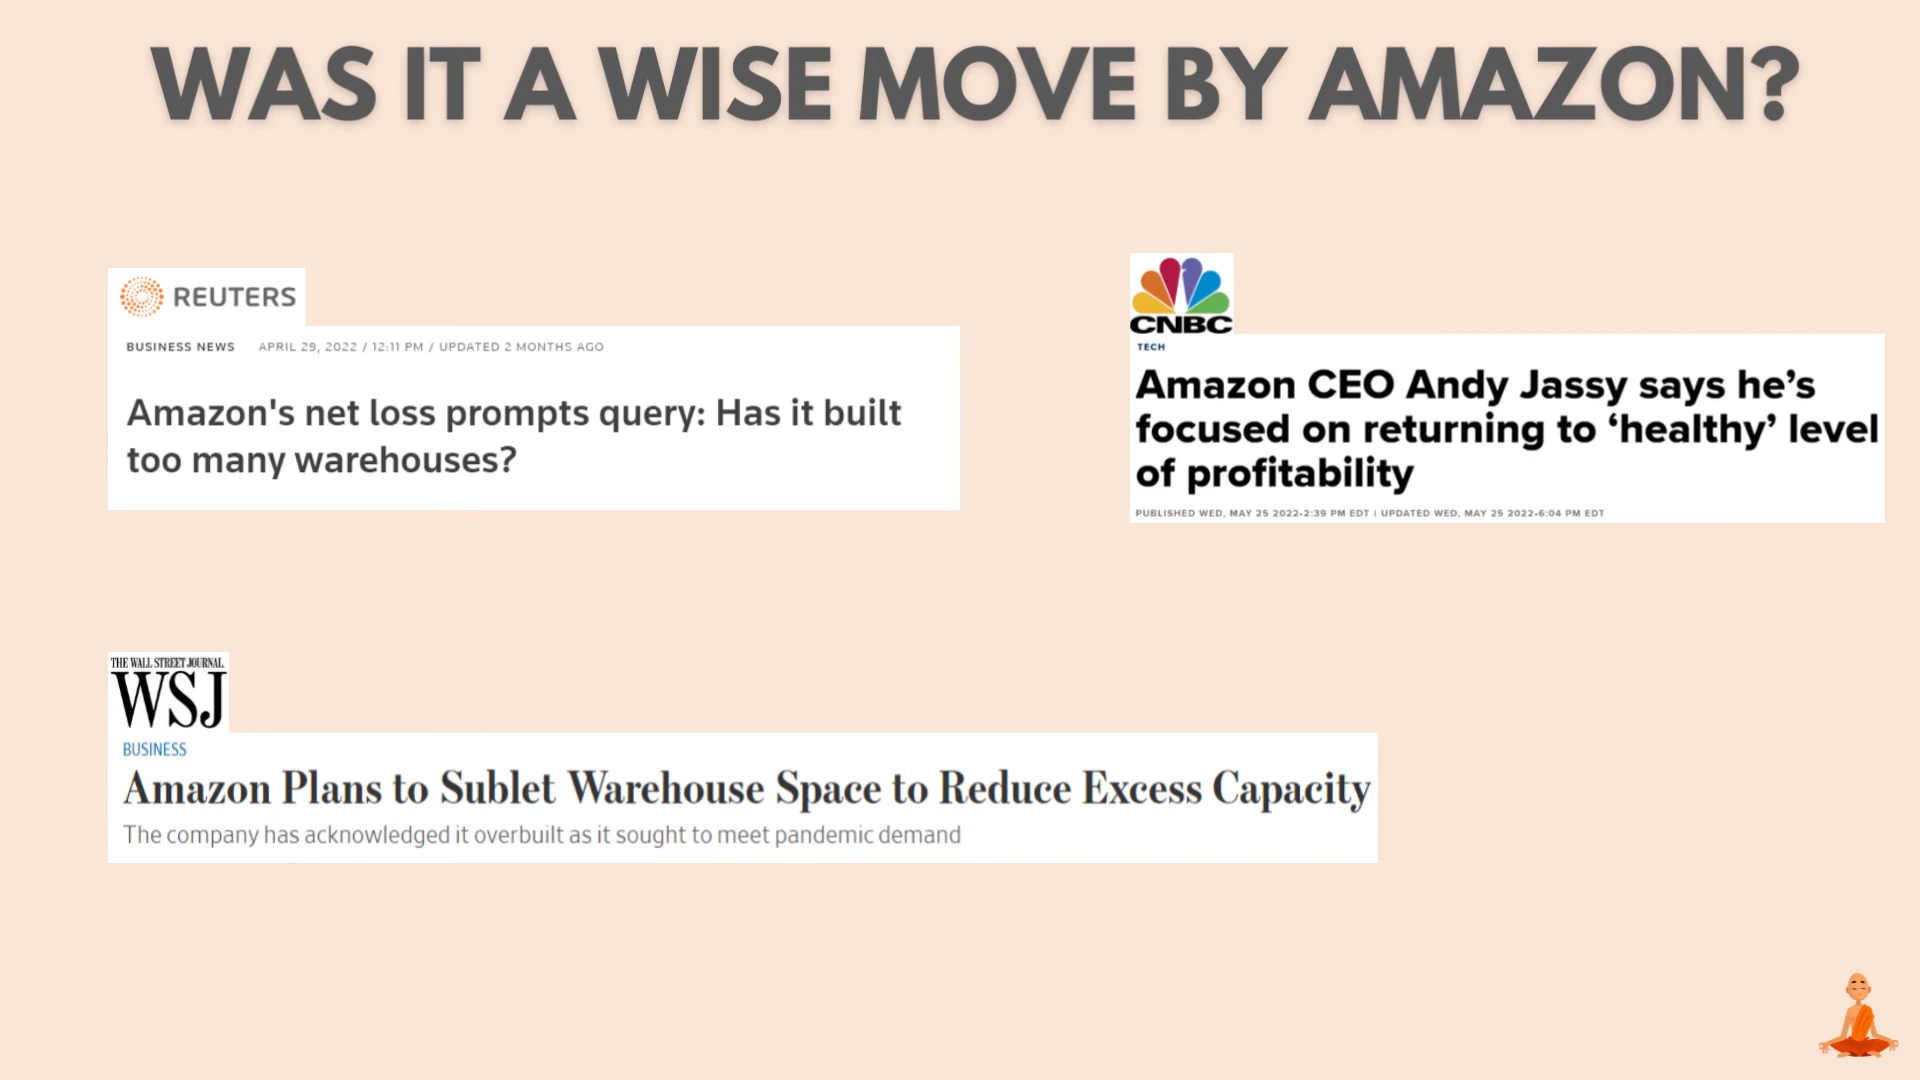 WAS IT A WISE MOVE BY AMAZON?
REUTERS
BUSINESS NEWS APRIL 29, 2022 / 12:11 PM / UPDATED 2 MONTHS AGO
Amazon's net loss prompts query: Has it built
too many warehouses?
CNBC
TECH
Amazon CEO Andy Jassy says he’s
focused on returning to ‘healthy’ level
of profitability
PUBLISHED WED, MAY 25 2022•2:39 PM EDT | UPDATED WED, MAY 25 2022•6:04 PM EDT
THE WALL STREET JOURNAL.
WSJ
BUSINESS
Amazon Plans to Sublet Warehouse Space to Reduce Excess Capacity
The company has acknowledged it overbuilt as it sought to meet pandemic demand